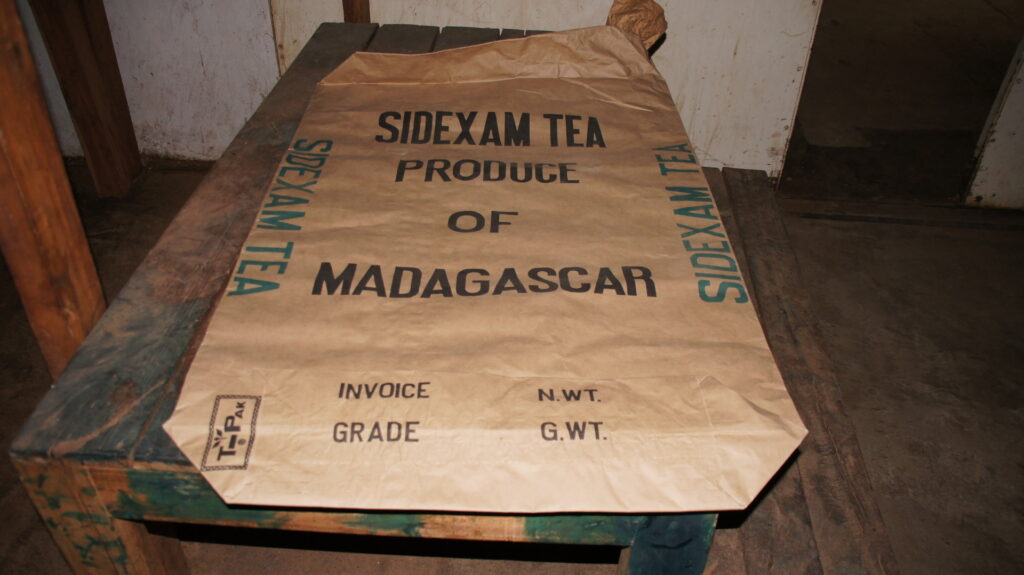 SIDEXAM TEA
PRODUCE
OF
MADAGASCAR
SIDEXAM TEA
SIDEXAM TEA
INVOICE N.WT.
GRADE G.WT.
T-PAK
®